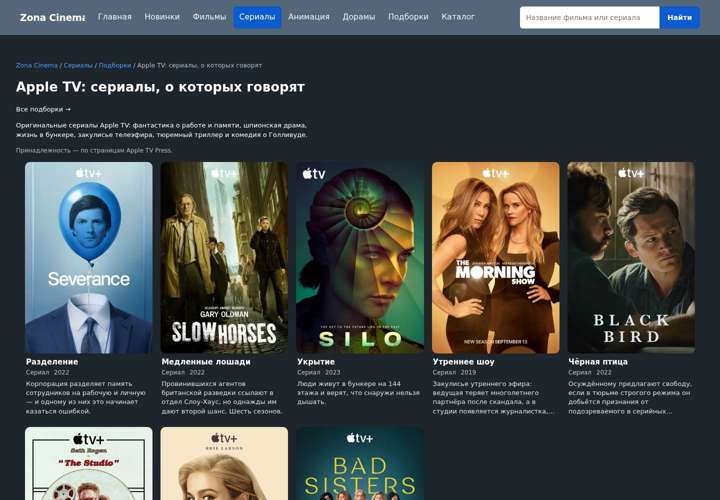 Zona Cinema
Главная
Новинки
Фильмы
Сериалы
Анимация
Дорамы
Подборки
Каталог
Название фильма или сериала
Найти
Zona Cinema / Сериалы / Подборки / Apple TV: сериалы, о которых говорят
Apple TV: сериалы, о которых говорят
Все подборки →
Оригинальные сериалы Apple TV: фантастика о работе и памяти, шпионская драма,
жизнь в бункере, закулисье телеэфира, тюремный триллер и комедия о Голливуде.
Принадлежность — по страницам Apple TV Press.
tv+
Severance
tv+
GARY OLDMAN
SLOW HORSES
tv
SILO
tv+
THE
MORNING
SHOW
NEW SEASON SEPTEMBER 13
tv+
BLACK
BIRD
Разделение
Сериал 2022
Корпорация разделяет память
сотрудников на рабочую и личную
— и одному из них это начинает
казаться ошибкой.
Медленные лошади
Сериал 2022
Провинившихся агентов
британской разведки ссылают в
отдел Слоу-Хаус, но однажды им
дают второй шанс. Шесть сезонов.
Укрытие
Сериал 2023
Люди живут в бункере на 144
этажа и верят, что снаружи нельзя
дышать.
Утреннее шоу
Сериал 2019
Закулисье утреннего эфира:
ведущая теряет многолетнего
партнёра после скандала, а в
студии появляется журналистка,...
Чёрная птица
Сериал 2022
Осуждённому предлагают свободу,
если в тюрьме строгого режима он
добьётся признания от
подозреваемого в серийных...
tv+
Seth Rogen
"The Studio"
tv+
BRIE LARSON
tv+
BAD
SISTERS